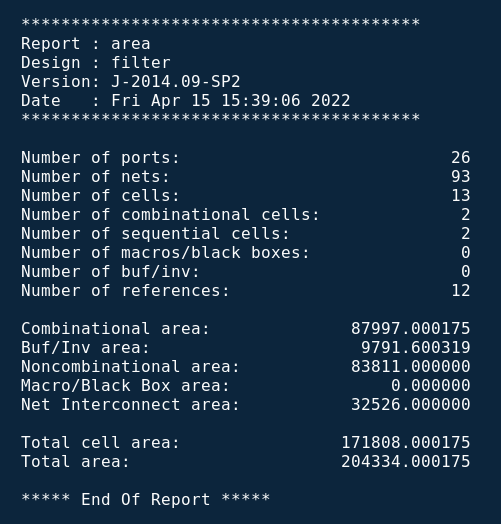 ****************************************
Report : area
Design : filter
Version: J-2014.09-SP2
Date   : Fri Apr 15 15:39:06 2022
****************************************

Number of ports:                           26
Number of nets:                            93
Number of cells:                           13
Number of combinational cells:              2
Number of sequential cells:                 2
Number of macros/black boxes:               0
Number of buf/inv:                          0
Number of references:                      12

Combinational area:              87997.000175
Buf/Inv area:                     9791.600319
Noncombinational area:           83811.000000
Macro/Black Box area:                0.000000
Net Interconnect area:           32526.000000

Total cell area:                171808.000175
Total area:                     204334.000175

***** End Of Report *****